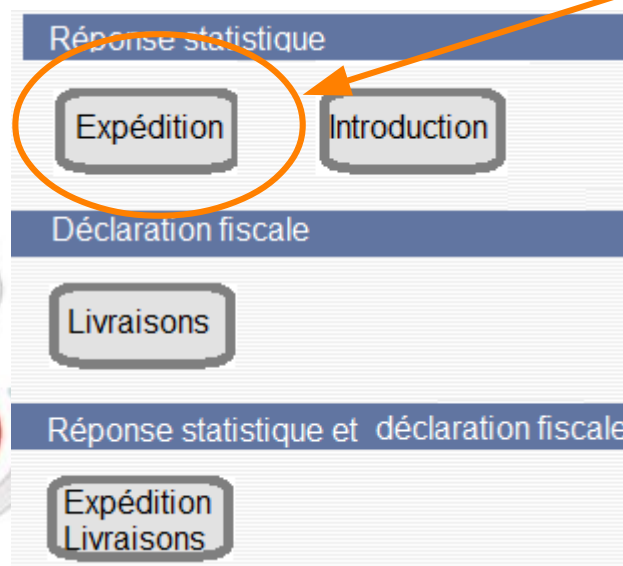 Réponse statistique
Expédition
Introduction
Déclaration fiscale
Livraisons
Réponse statistique et déclaration fiscale
Expédition
Livraisons